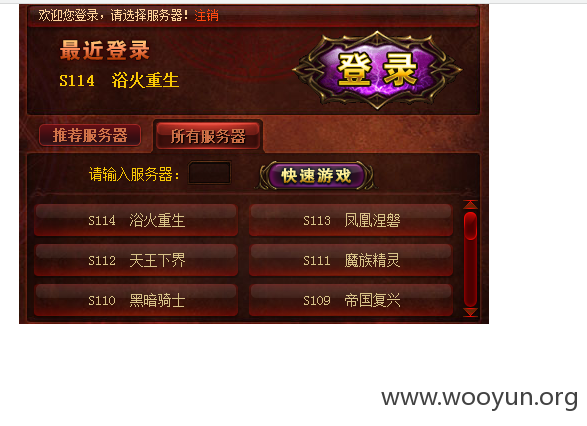 欢迎您登录，请选择服务器！注销
最近登录
S114 浴火重生
登录
推荐服务器 所有服务器
请输入服务器： 快速游戏
S114 浴火重生 S113 凤凰涅磐
S112 天王下界 S111 魔族精灵
S110 黑暗骑士 S109 帝国复兴
www.wooyun.org